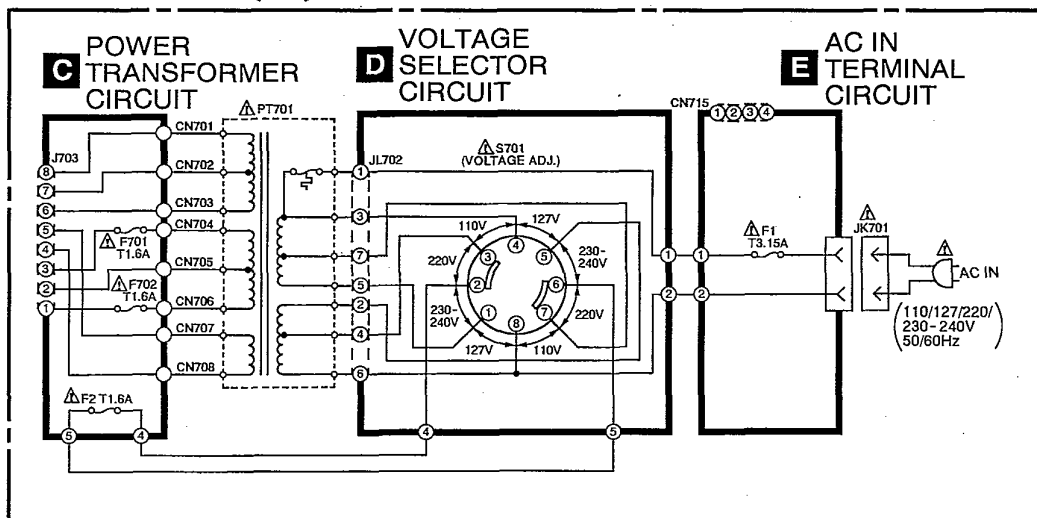 C POWER
TRANSFORMER
CIRCUIT
D VOLTAGE
SELECTOR
CIRCUIT
E AC IN
TERMINAL
CIRCUIT
PT701
CN715
1 2 3 4
J703
8
7
6
5
4
3
2
1
CN701
CN702
CN703
CN704
F701
T1.6A
CN705
F702
T1.6A
CN706
CN707
CN708
F2 T1.6A
5
4
JL702
1
3
7
5
2
4
6
S701
(VOLTAGE ADJ.)
110V
127V
220V
230-
240V
230-
240V
220V
127V
110V
4
3
5
2
6
1
7
8
4
5
1
1
2
2
F1
T3.15A
JK701
AC IN
(110/127/220/
230-240V
50/60Hz)